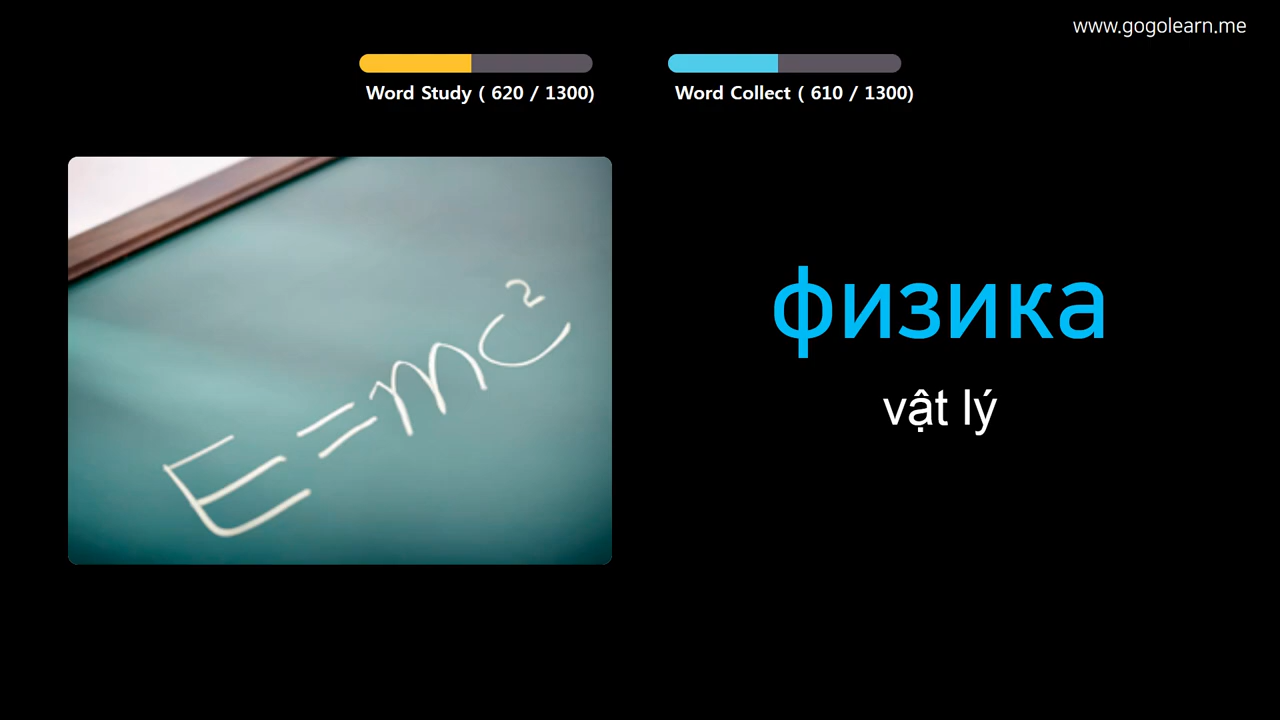 www.gogolearn.me
Word Study ( 620 / 1300)
Word Collect ( 610 / 1300)
E=mc²
физика
vật lý